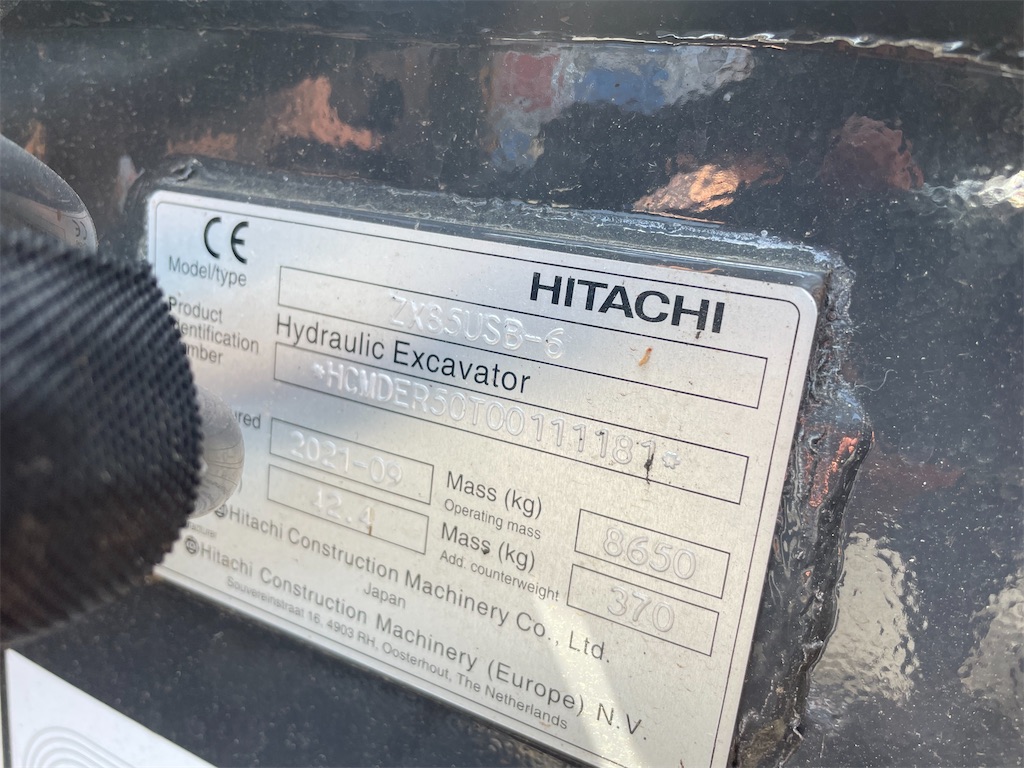 CE
HITACHI
Model/type
ZX85USB-6
Hydraulic Excavator
Product
Identification
*HCMDER50T00111181*
2021-09
Mass (kg)
Operating mass
8650
42.4
Mass (kg)
Add. counterweight
370
Hitachi Construction Machinery Co., Ltd.
Japan
Hitachi Construction Machinery (Europe) N.V.
Souvereinstraat 16, 4903 RH, Oosterhout, The Netherlands